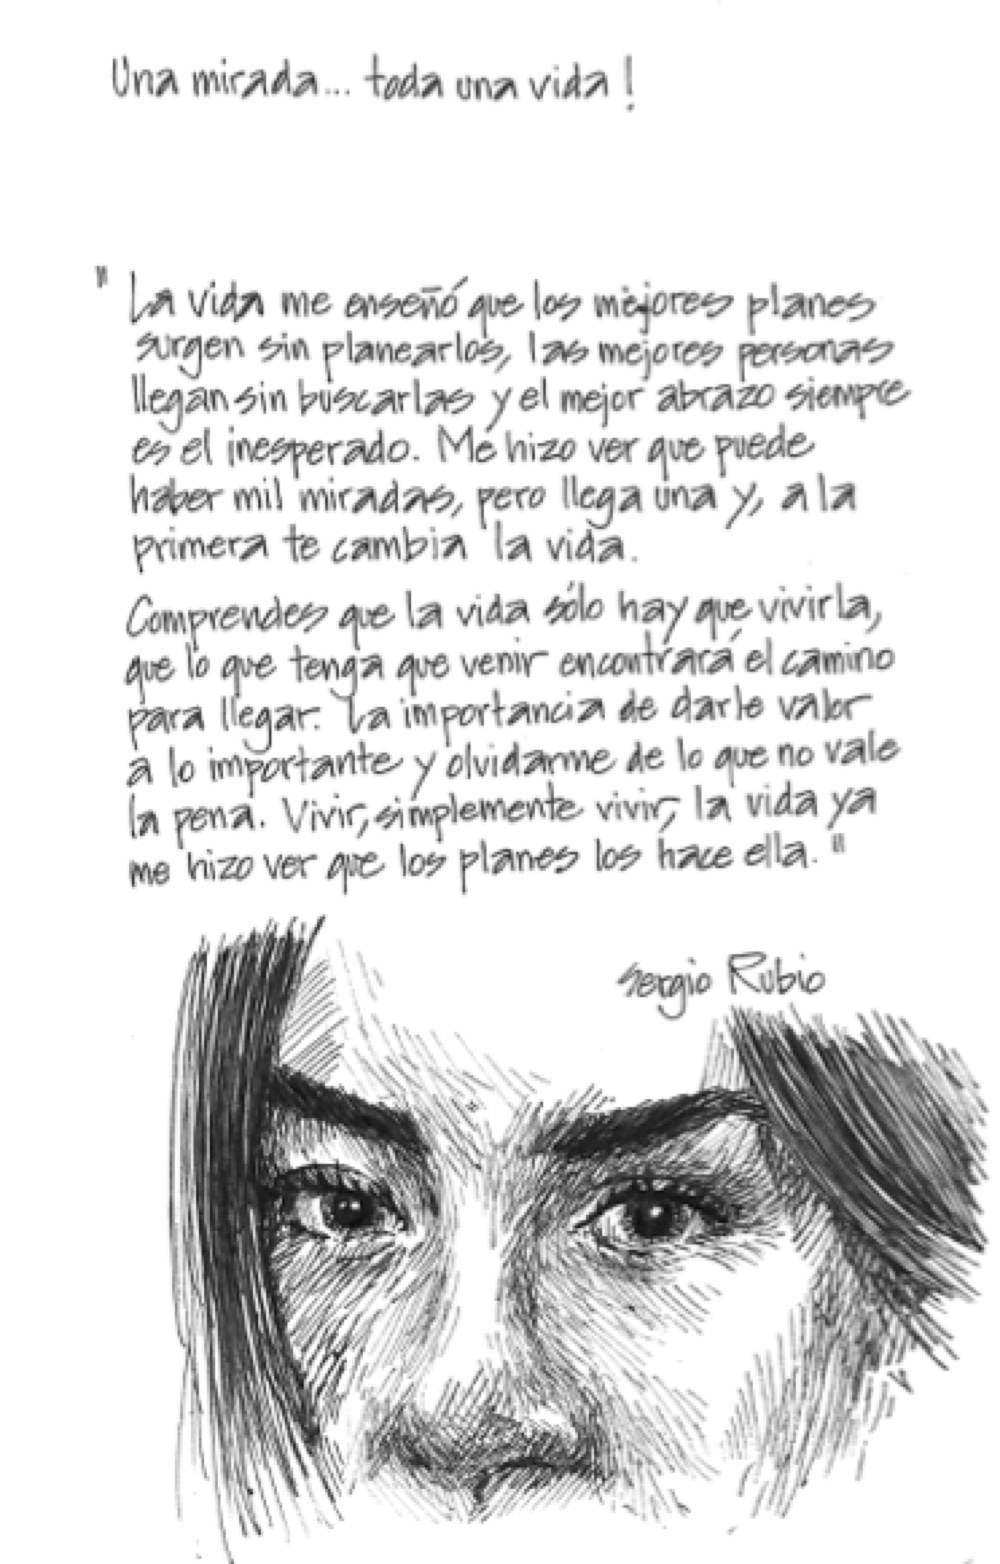 Una mirada... toda una vida!
"La vida me enseñó que los mejores planes
surgen sin planearlos, las mejores personas
llegan sin buscarlas y el mejor abrazo siempre
es el inesperado. Me hizo ver que puede
haber mil miradas, pero llega una y, a la
primera te cambia la vida.
Comprendes que la vida sólo hay que vivirla,
que lo que tenga que venir encontrará el camino
para llegar. La importancia de darle valor
a lo importante y olvidarme de lo que no vale
la pena. Vivir, simplemente vivir, la vida ya
me hizo ver que los planes los hace ella."
Sergio Rubio